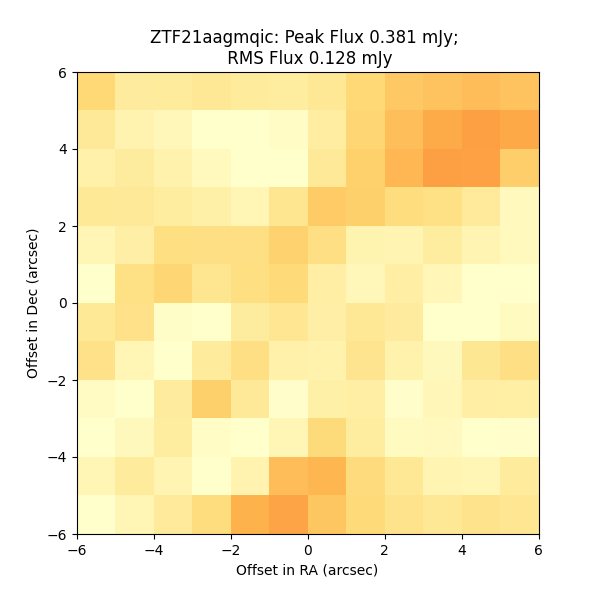 ZTF21aagmqic: Peak Flux 0.381 mJy;
RMS Flux 0.128 mJy
6
4
2
0
−2
−4
−6
Offset in Dec (arcsec)
−6 −4 −2 0 2 4 6
Offset in RA (arcsec)